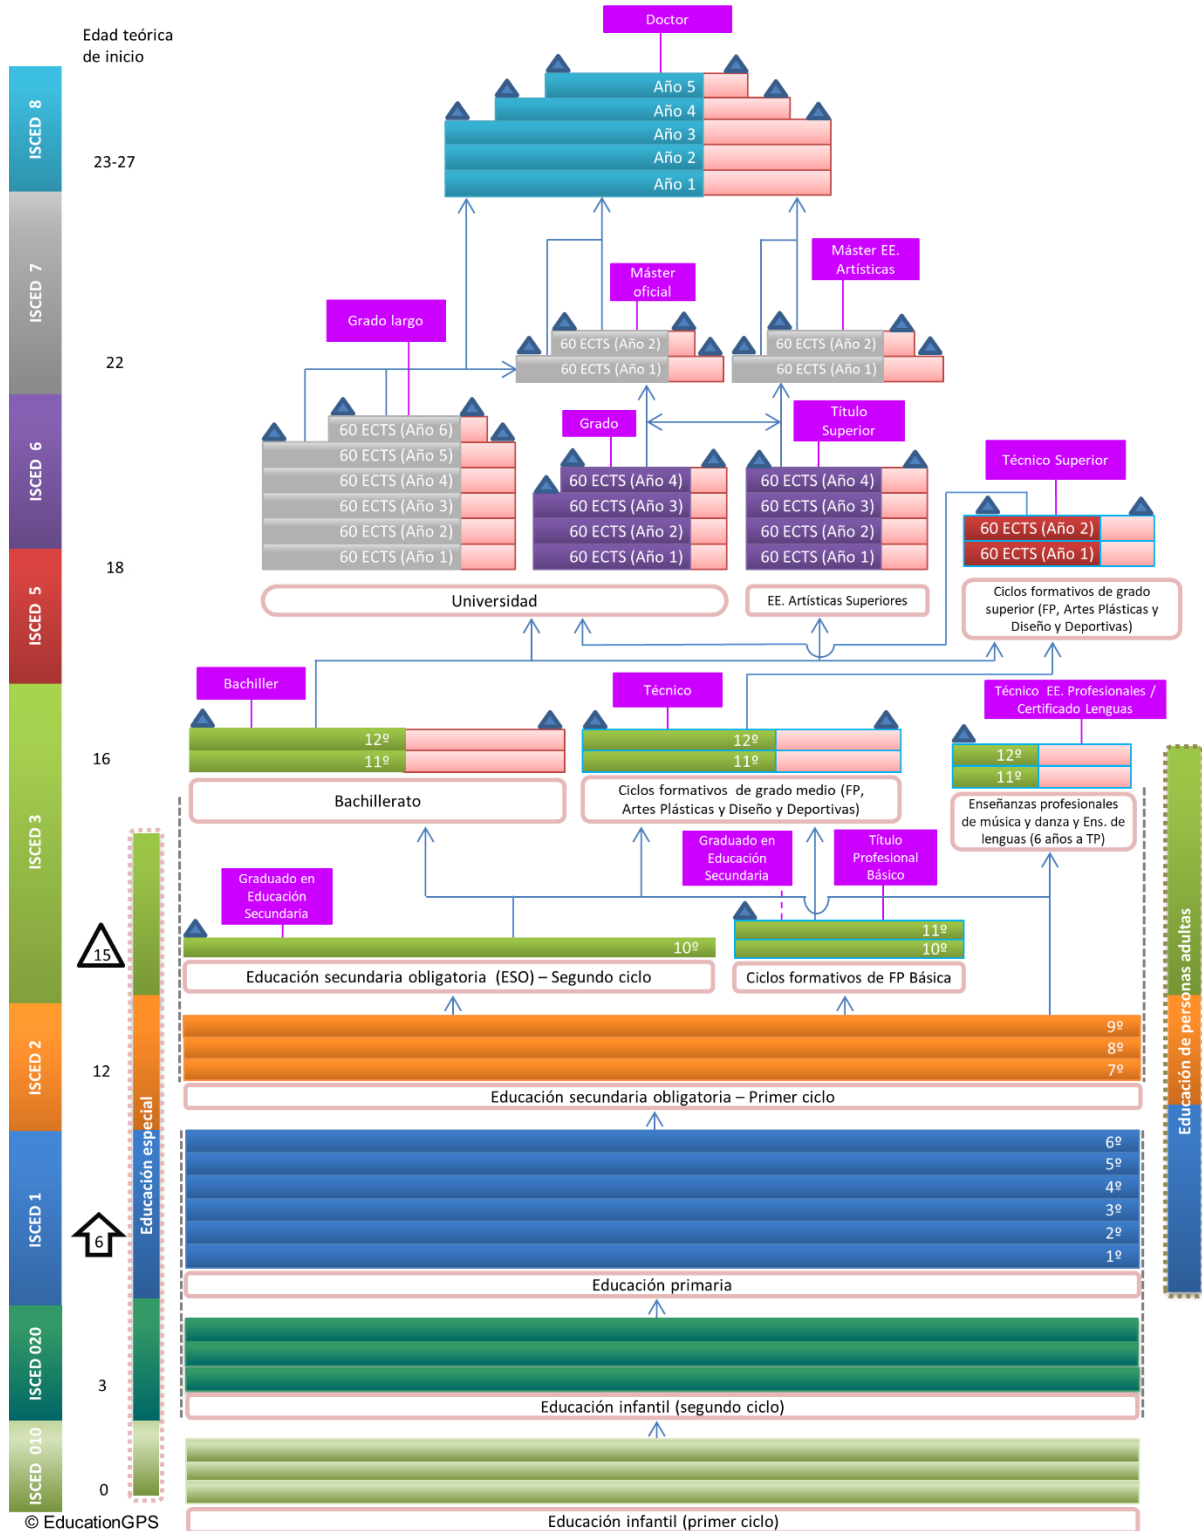 Edad teórica
de inicio
Doctor
ISCED 8
23-27
Año 5
Año 4
Año 3
Año 2
Año 1
ISCED 7
22
Máster EE.
Artísticas
Máster
oficial
Grado largo
60 ECTS (Año 2)
60 ECTS (Año 1)
60 ECTS (Año 2)
60 ECTS (Año 1)
ISCED 6
Grado
Título
Superior
Técnico Superior
60 ECTS (Año 6)
60 ECTS (Año 5)
60 ECTS (Año 4)
60 ECTS (Año 3)
60 ECTS (Año 2)
60 ECTS (Año 1)
60 ECTS (Año 4)
60 ECTS (Año 3)
60 ECTS (Año 2)
60 ECTS (Año 1)
60 ECTS (Año 4)
60 ECTS (Año 3)
60 ECTS (Año 2)
60 ECTS (Año 1)
60 ECTS (Año 2)
60 ECTS (Año 1)
ISCED 5
18
Universidad
EE. Artísticas Superiores
Ciclos formativos de grado
superior (FP, Artes Plásticas y
Diseño y Deportivas)
ISCED 3
16
Bachiller
Técnico
Técnico EE. Profesionales /
Certificado Lenguas
12º
11º
12º
11º
12º
11º
Bachillerato
Ciclos formativos de grado medio (FP,
Artes Plásticas y Diseño y Deportivas)
Enseñanzas profesionales
de música y danza y Ens. de
lenguas (6 años a TP)
Graduado en
Educación
Secundaria
Graduado en
Educación
Secundaria
Título
Profesional
Básico
15
10º
11º
10º
Educación secundaria obligatoria (ESO) – Segundo ciclo
Ciclos formativos de FP Básica
ISCED 2
12
9º
8º
7º
Educación secundaria obligatoria – Primer ciclo
Educación especial
Educación de personas adultas
ISCED 1
6
6º
5º
4º
3º
2º
1º
Educación primaria
ISCED 020
3
Educación infantil (segundo ciclo)
ISCED 010
0
Educación infantil (primer ciclo)
© EducationGPS